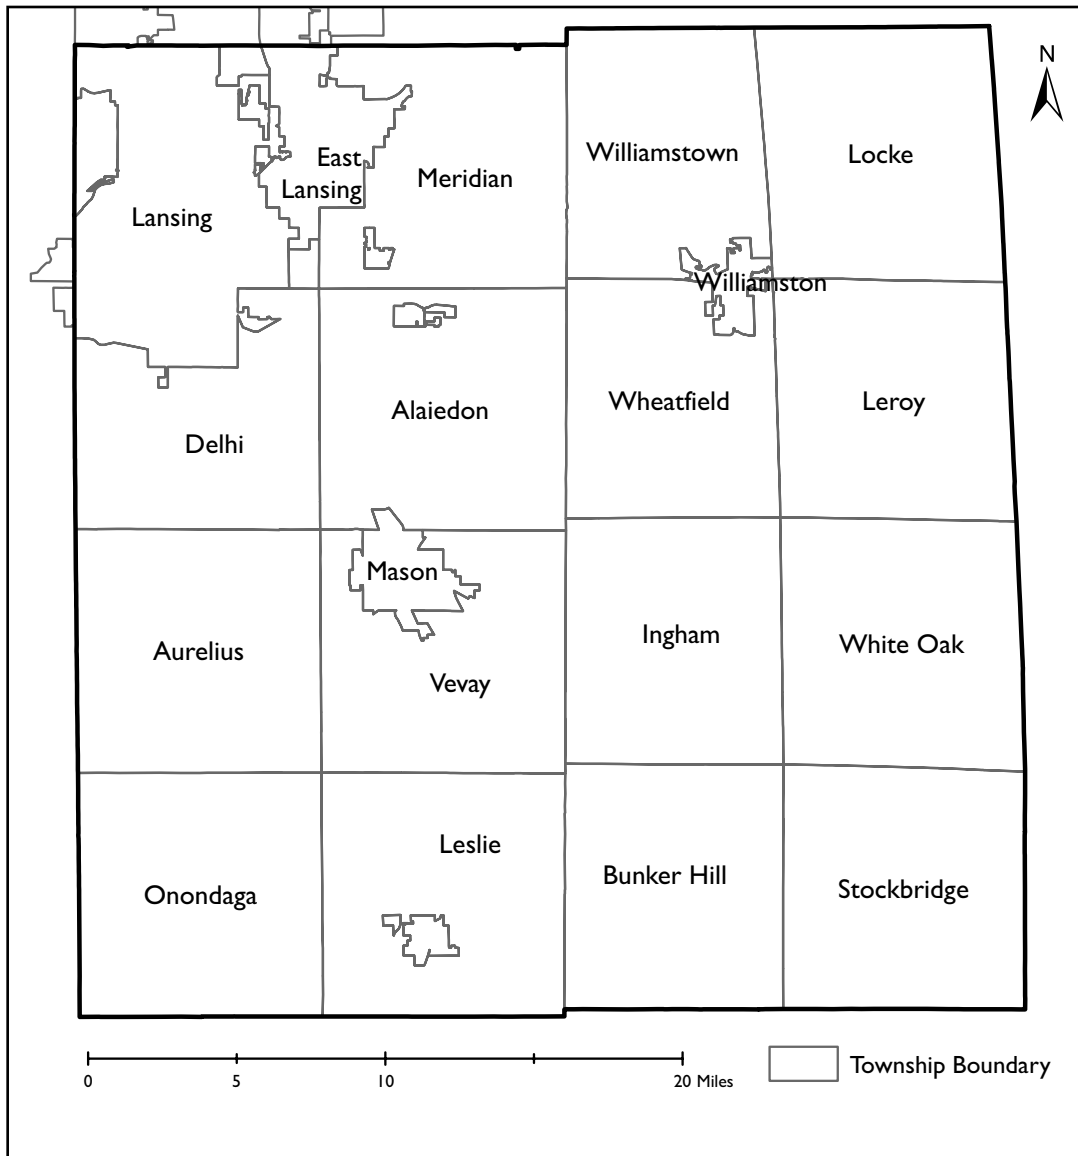 N
Williamstown
Locke
East
Lansing
Meridian
Lansing
Williamston
Alaiedon
Wheatfield
Leroy
Delhi
Mason
Ingham
White Oak
Aurelius
Vevay
Leslie
Bunker Hill
Stockbridge
Onondaga
0
5
10
20 Miles
Township Boundary